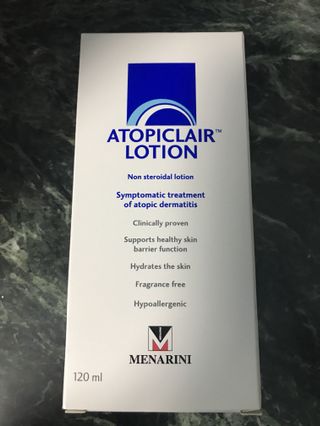 ATOPICLAIR™
LOTION
Non steroidal lotion
Symptomatic treatment
of atopic dermatitis
Clinically proven
Supports healthy skin
barrier function
Hydrates the skin
Fragrance free
Hypoallergenic
MENARINI
120 ml